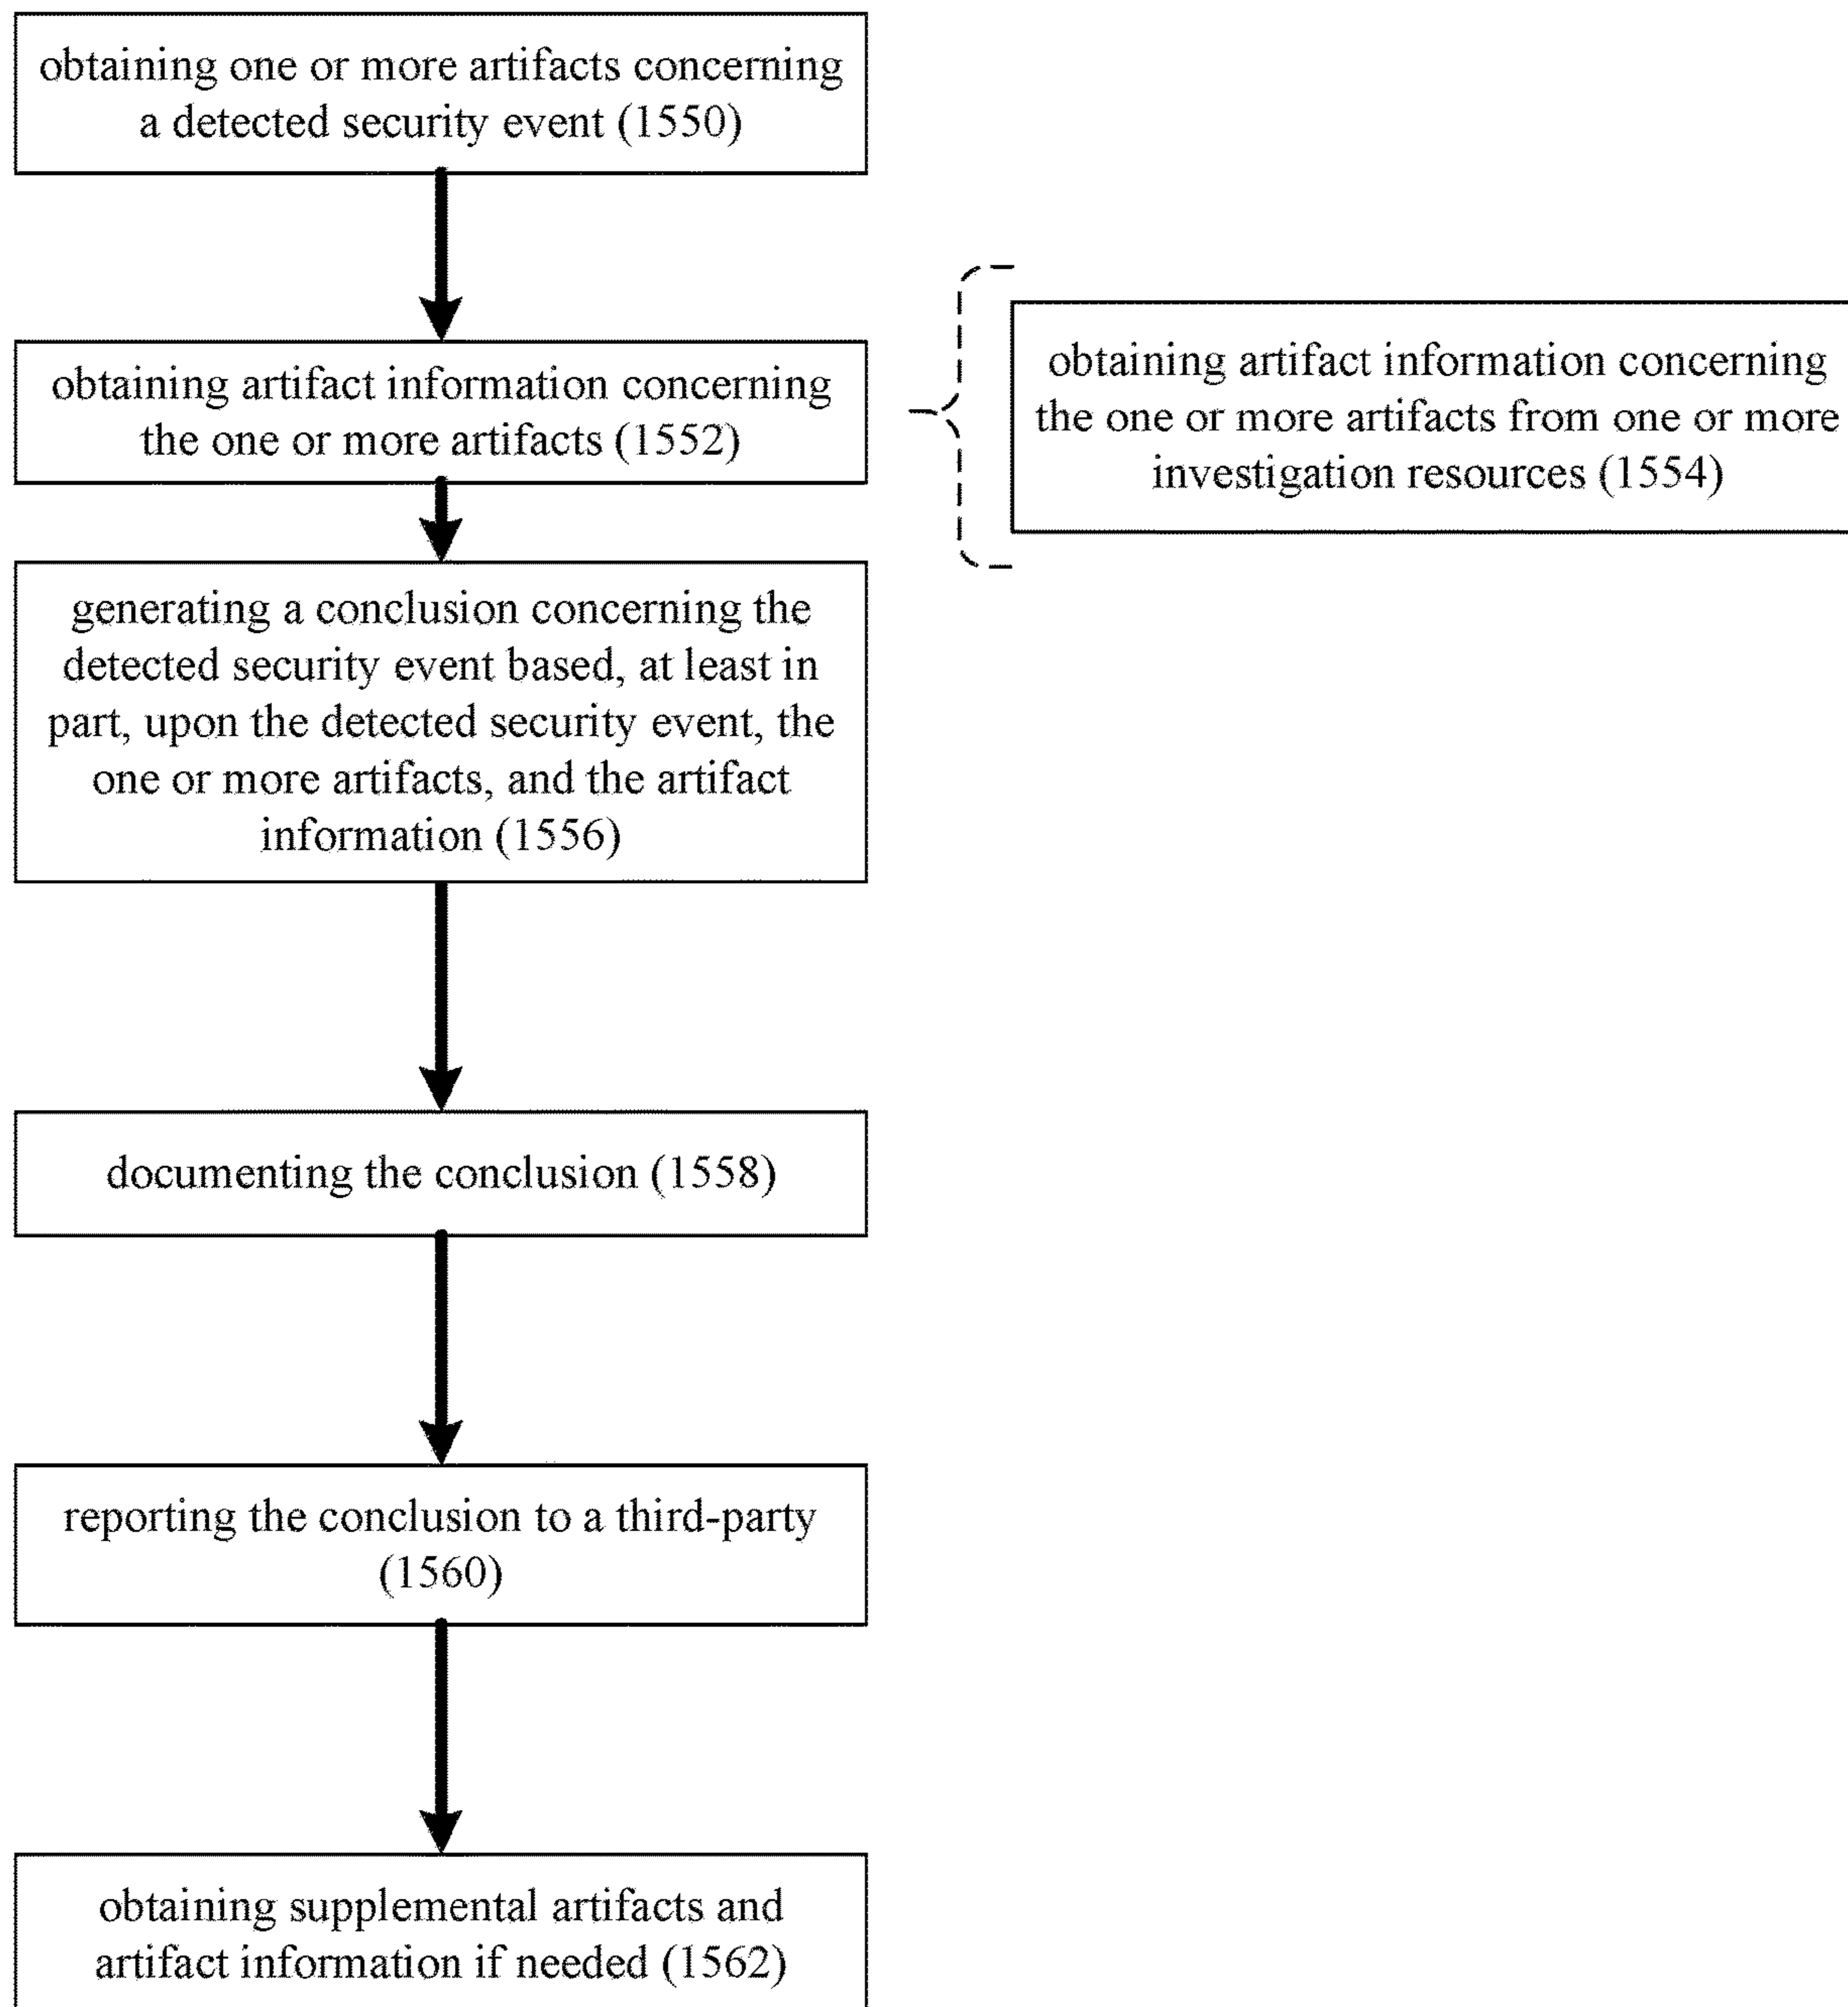 obtaining one or more artifacts concerning
a detected security event (1550)
obtaining artifact information concerning
the one or more artifacts (1552)
obtaining artifact information concerning
the one or more artifacts from one or more
investigation resources (1554)
generating a conclusion concerning the
detected security event based, at least in
part, upon the detected security event, the
one or more artifacts, and the artifact
information (1556)
documenting the conclusion (1558)
reporting the conclusion to a third-party
(1560)
obtaining supplemental artifacts and
artifact information if needed (1562)